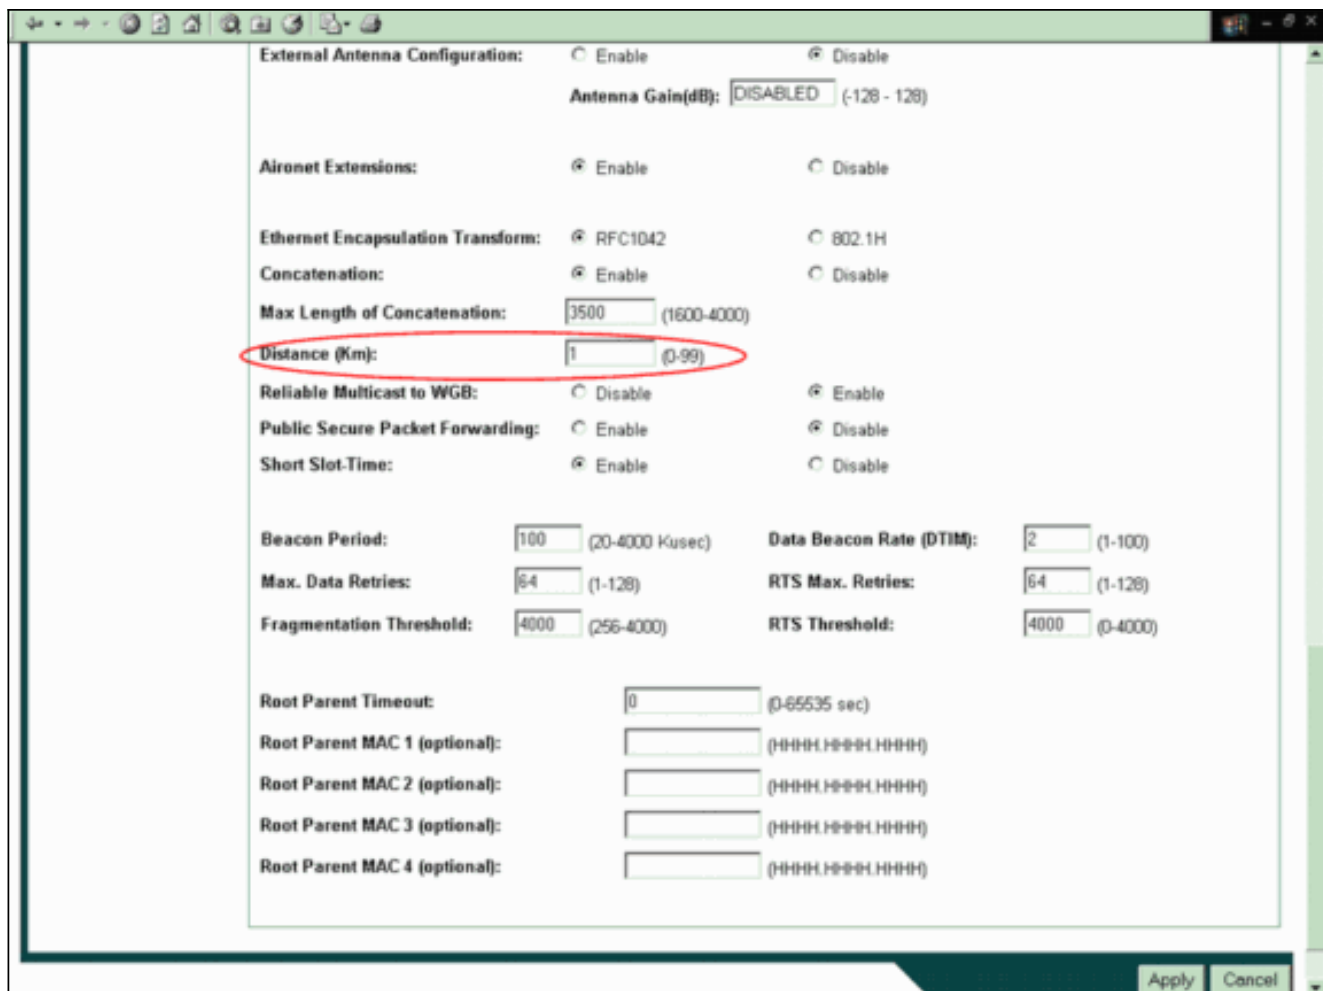 External Antenna Configuration: Enable Disable
Antenna Gain(dB): DISABLED (-128 - 128)
Aironet Extensions: Enable Disable
Ethernet Encapsulation Transform: RFC1042 802.1H
Concatenation: Enable Disable
Max Length of Concatenation: 3500 (1600-4000)
Distance (Km): 1 (0-99)
Reliable Multicast to WGB: Disable Enable
Public Secure Packet Forwarding: Enable Disable
Short Slot-Time: Enable Disable
Beacon Period: 100 (20-4000 Kusec) Data Beacon Rate (DTIM): 2 (1-100)
Max. Data Retries: 64 (1-128) RTS Max. Retries: 64 (1-128)
Fragmentation Threshold: 4000 (256-4000) RTS Threshold: 4000 (0-4000)
Root Parent Timeout: 0 (0-65535 sec)
Root Parent MAC 1 (optional): (HHHH.HHHH.HHHH)
Root Parent MAC 2 (optional): (HHHH.HHHH.HHHH)
Root Parent MAC 3 (optional): (HHHH.HHHH.HHHH)
Root Parent MAC 4 (optional): (HHHH.HHHH.HHHH)
Apply Cancel